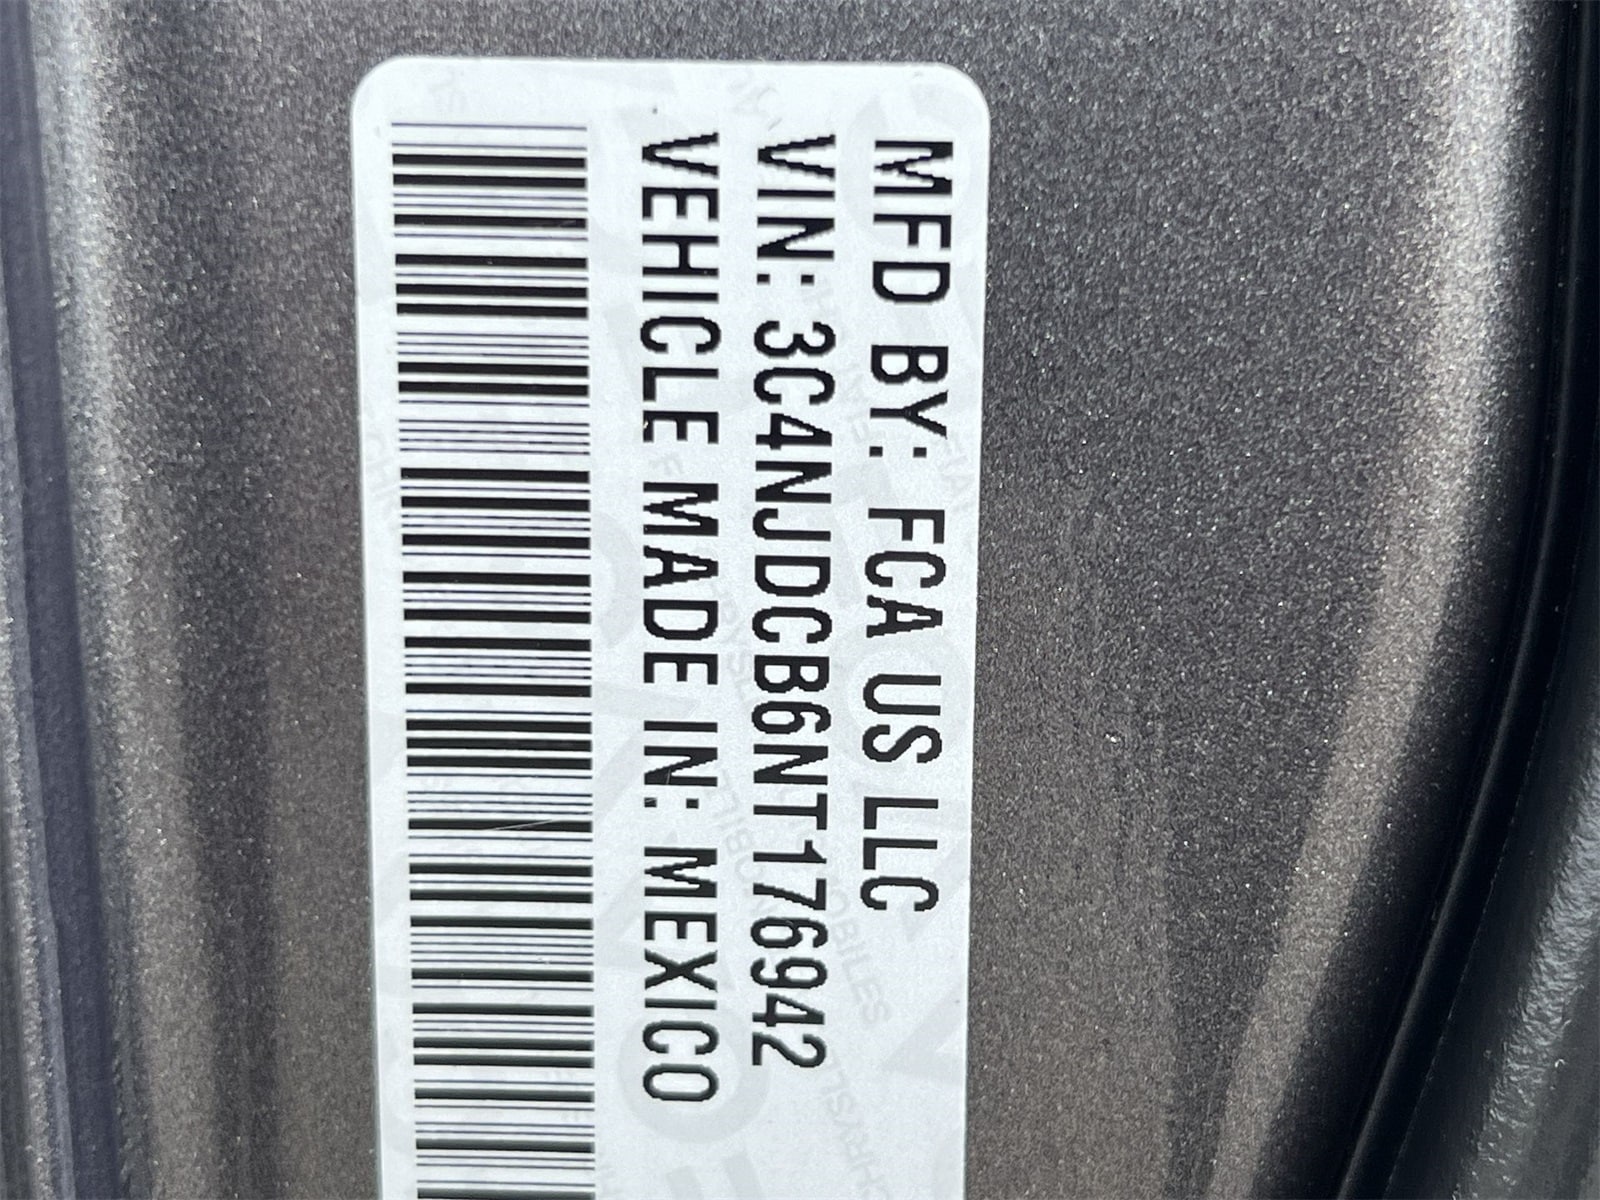 MFD BY: FCA US LLC
VIN: 3C4NJDCB6NT176942
VEHICLE MADE IN: MEXICO